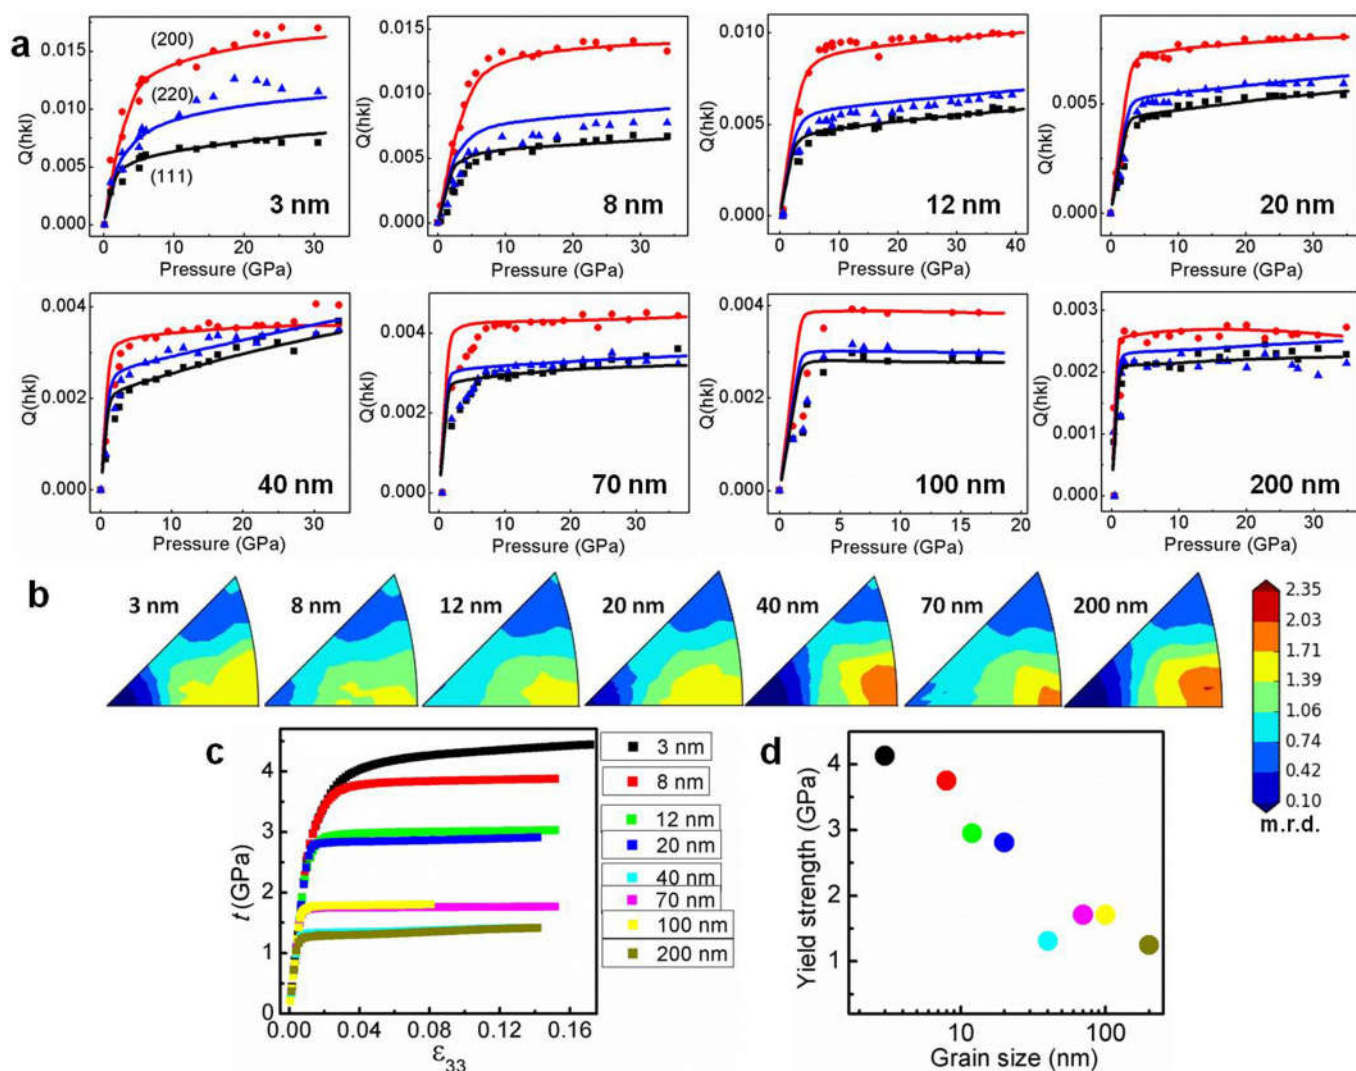 a
Q(hkl)
0.015
0.010
0.005
0.000
(200)
(220)
(111)
3 nm
0 10 20 30
Pressure (GPa)
Q(hkl)
0.015
0.010
0.005
0.000
8 nm
0 10 20 30
Pressure (GPa)
Q(hkl)
0.010
0.005
0.000
12 nm
0 10 20 30 40
Pressure (GPa)
Q(hkl)
0.005
0.000
20 nm
0 10 20 30
Pressure (GPa)
Q(hkl)
0.004
0.002
0.000
40 nm
0 10 20 30
Pressure (GPa)
Q(hkl)
0.004
0.002
0.000
70 nm
0 10 20 30
Pressure (GPa)
Q(hkl)
0.004
0.002
0.000
100 nm
0 5 10 15 20
Pressure (GPa)
Q(hkl)
0.003
0.002
0.001
0.000
200 nm
0 10 20 30
Pressure (GPa)
b
3 nm
8 nm
12 nm
20 nm
40 nm
70 nm
200 nm
2.35
2.03
1.71
1.39
1.06
0.74
0.42
0.10
m.r.d.
c
t (GPa)
4
3
2
1
0
0.00 0.04 0.08 0.12 0.16
ε33
3 nm
8 nm
12 nm
20 nm
40 nm
70 nm
100 nm
200 nm
d
Yield strength (GPa)
4
3
2
1
10 100
Grain size (nm)